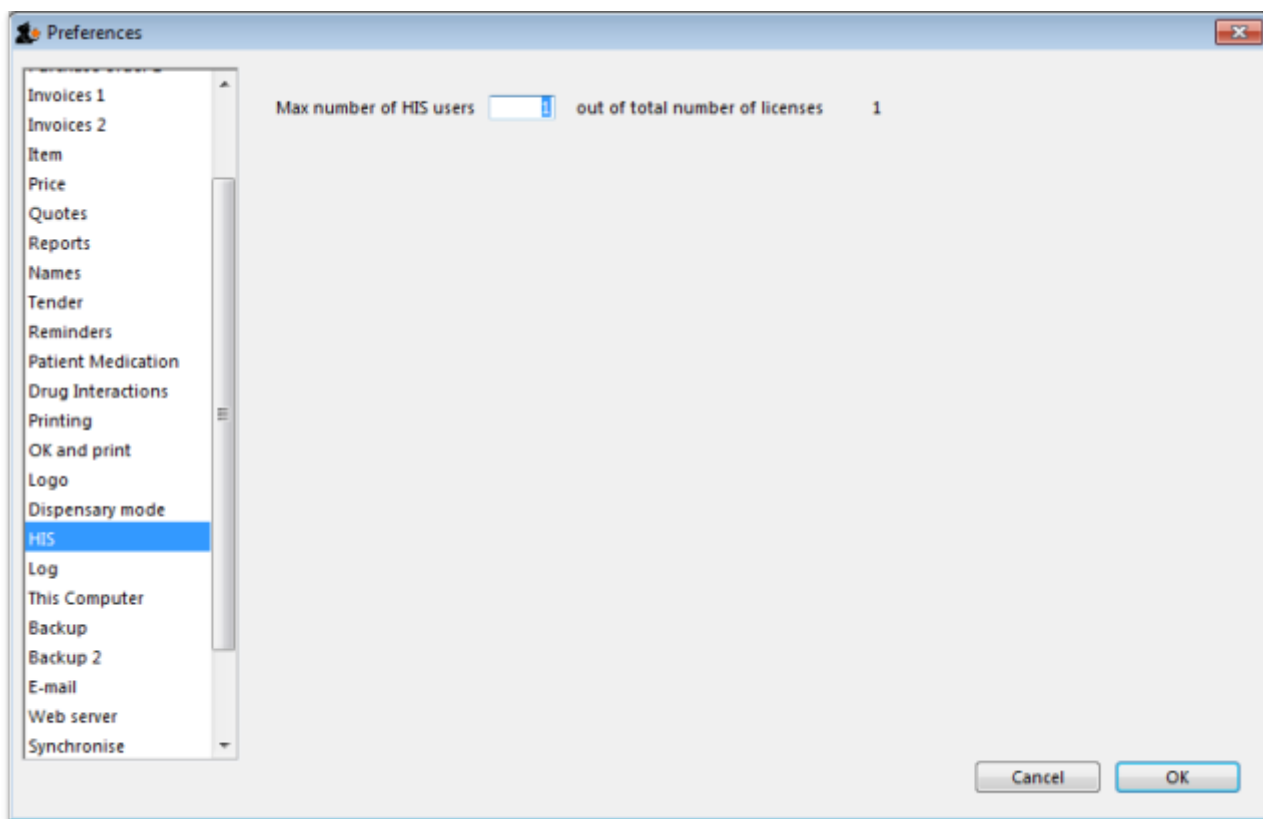 Preferences
Invoices 1
Invoices 2
Item
Price
Quotes
Reports
Names
Tender
Reminders
Patient Medication
Drug Interactions
Printing
OK and print
Logo
Dispensary mode
HIS
Log
This Computer
Backup
Backup 2
E-mail
Web server
Synchronise
Max number of HIS users 1 out of total number of licenses 1
Cancel OK